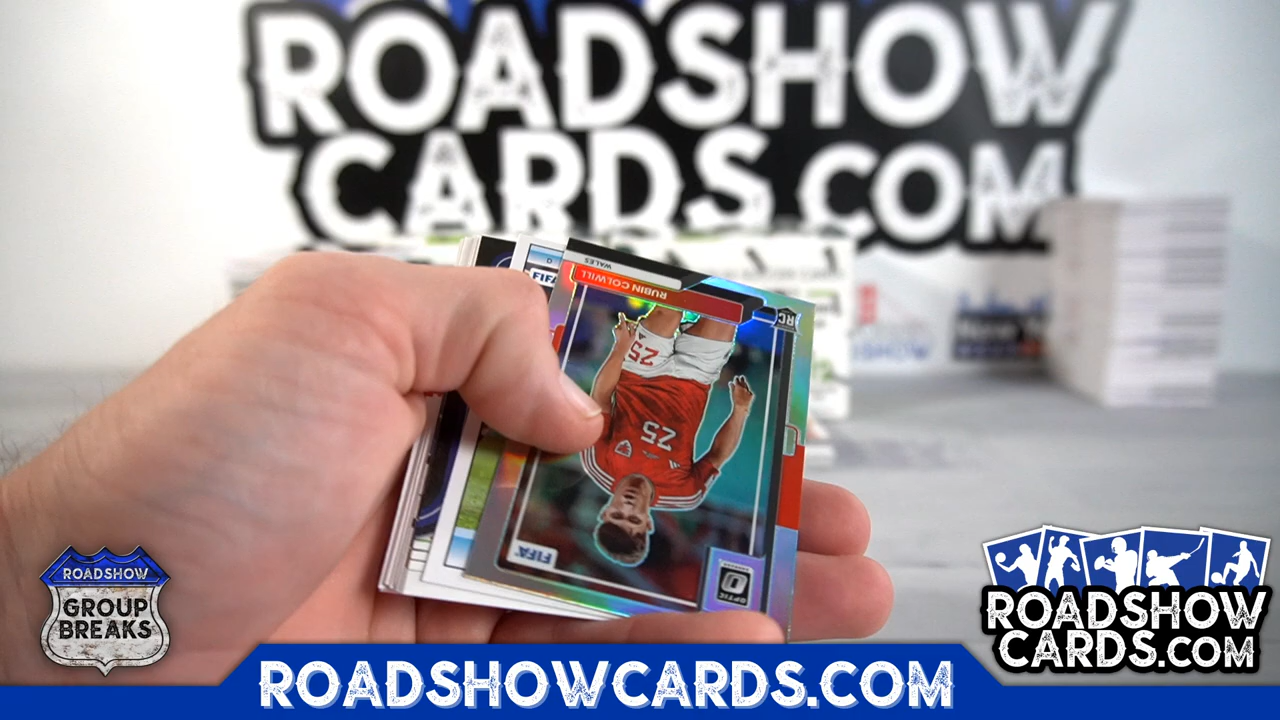 ROADSHOW
CARDS.COM
WALES
RUBIN COLWILL
RC
25
25
FIFA
OPTIC
FIFA
ROADSHOW
GROUP
BREAKS
ROADSHOW
CARDS.COM
ROADSHOWCARDS.COM